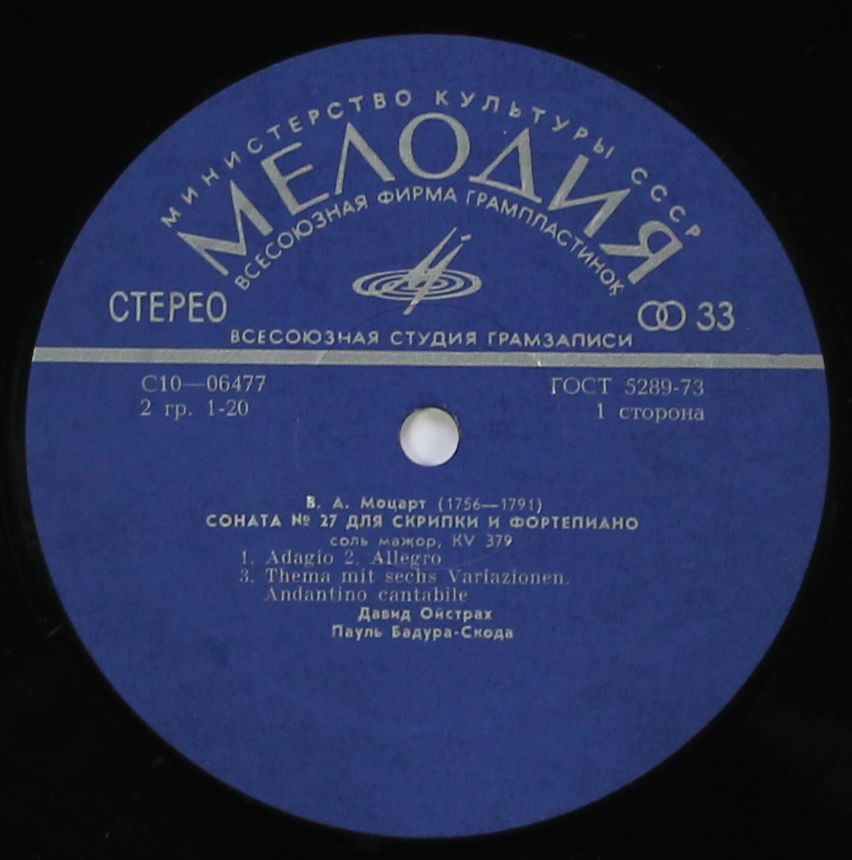 МИНИСТЕРСТВО КУЛЬТУРЫ СССР
МЕЛОДИЯ
ВСЕСОЮЗНАЯ ФИРМА ГРАМПЛАСТИНОК
СТЕРЕО
33
ВСЕСОЮЗНАЯ СТУДИЯ ГРАМЗАПИСИ
С10—06477
ГОСТ 5289-73
2 гр. 1-20
1 сторона
В. А. Моцарт (1756—1791)
СОНАТА № 27 ДЛЯ СКРИПКИ И ФОРТЕПИАНО
соль мажор, KV 379
1. Adagio 2. Allegro
3. Thema mit sechs Variazionen.
Andantino cantabile
Давид Ойстрах
Пауль Бадура-Скода